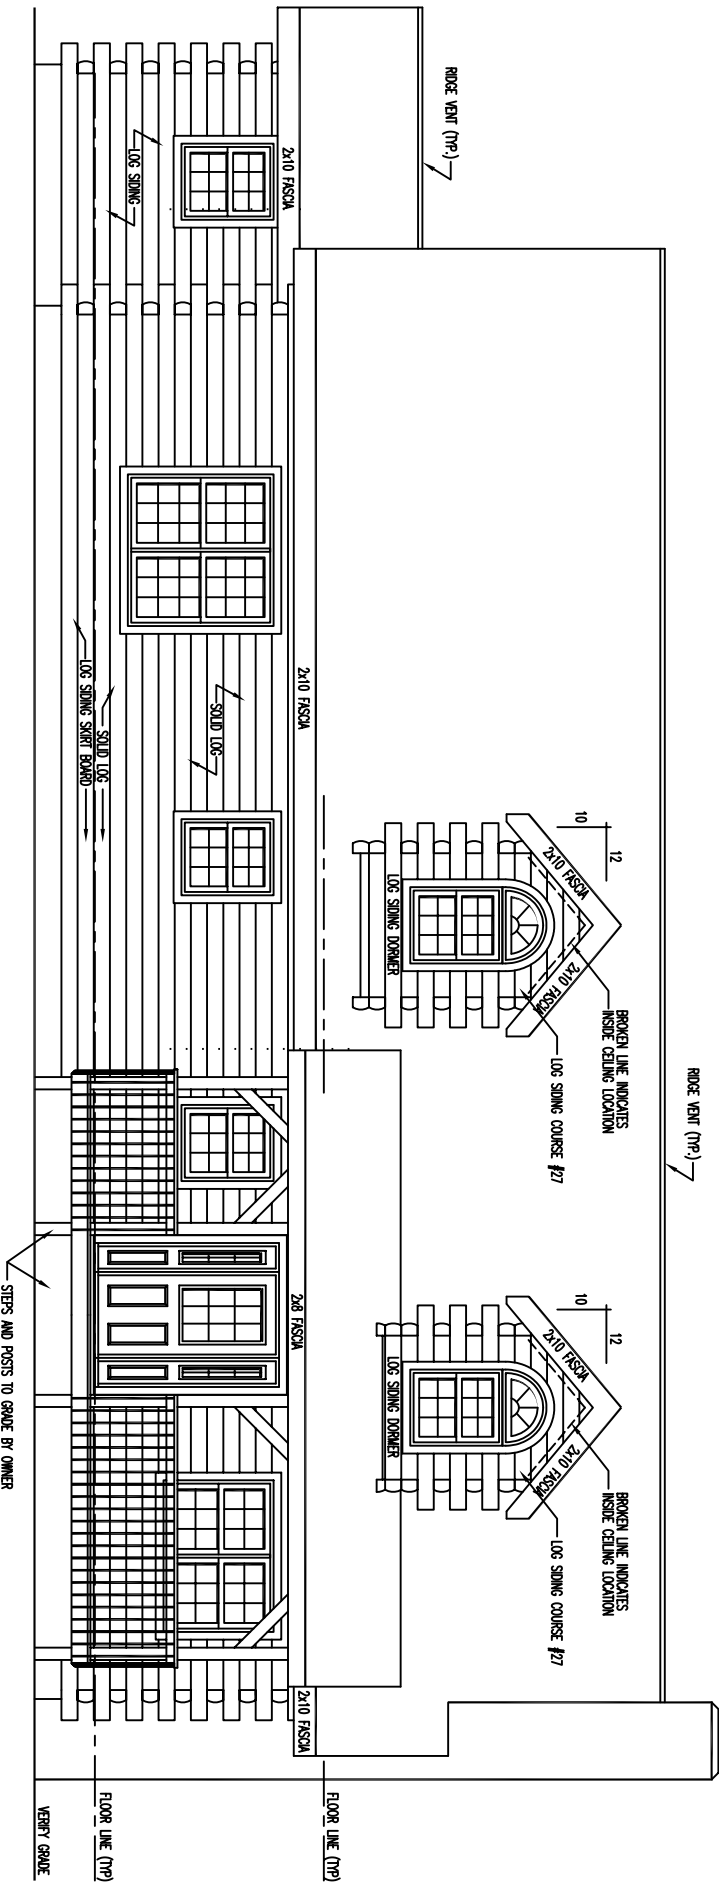 RIDGE VENT (TYP.)
RIDGE VENT (TYP.)
12
10
2x10 FASCIA
2x10 FASCIA
BROKEN LINE INDICATES
INSIDE CEILING LOCATION
LOG SIDING COURSE #27
LOG SIDING DORMER
12
10
2x10 FASCIA
2x10 FASCIA
BROKEN LINE INDICATES
INSIDE CEILING LOCATION
LOG SIDING COURSE #27
LOG SIDING DORMER
2x10 FASCIA
2x10 FASCIA
2x8 FASCIA
2x10 FASCIA
FLOOR LINE (TYP)
LOG SIDING
SOLID LOG
SOLID LOG
LOG SIDING SKIRT BOARD
FLOOR LINE (TYP)
VERIFY GRADE
STEPS AND POSTS TO GRADE BY OWNER